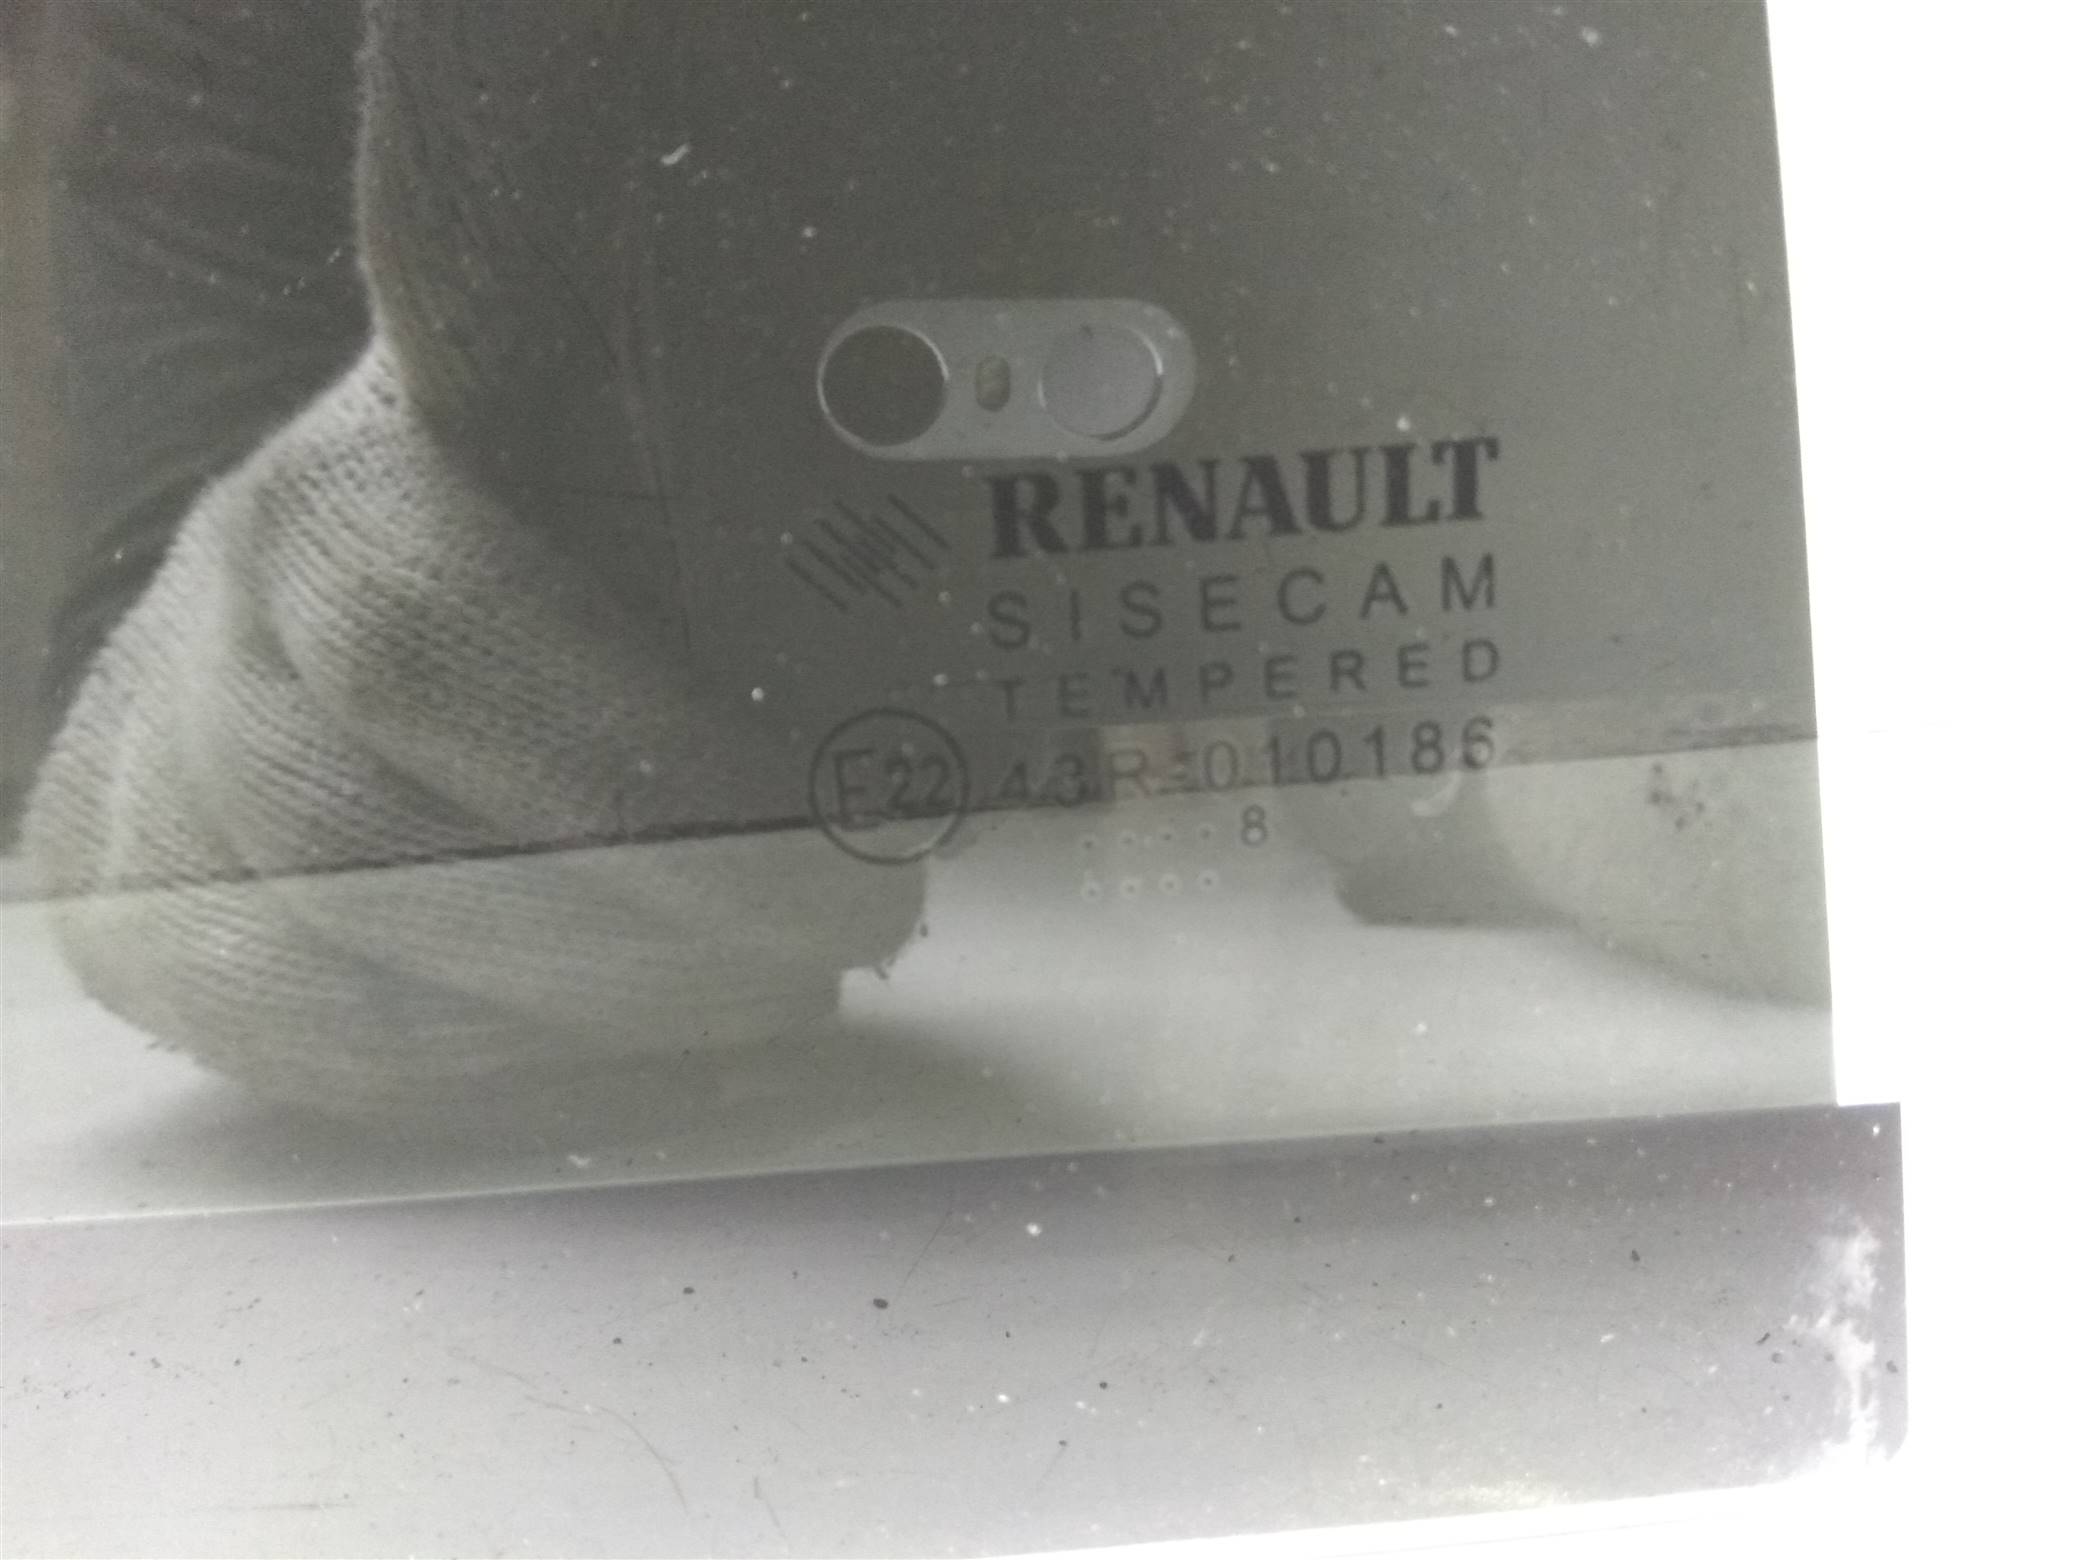 RENAULT
SISECAM
TEMPERED
E22 43R-010186
. . . . 8